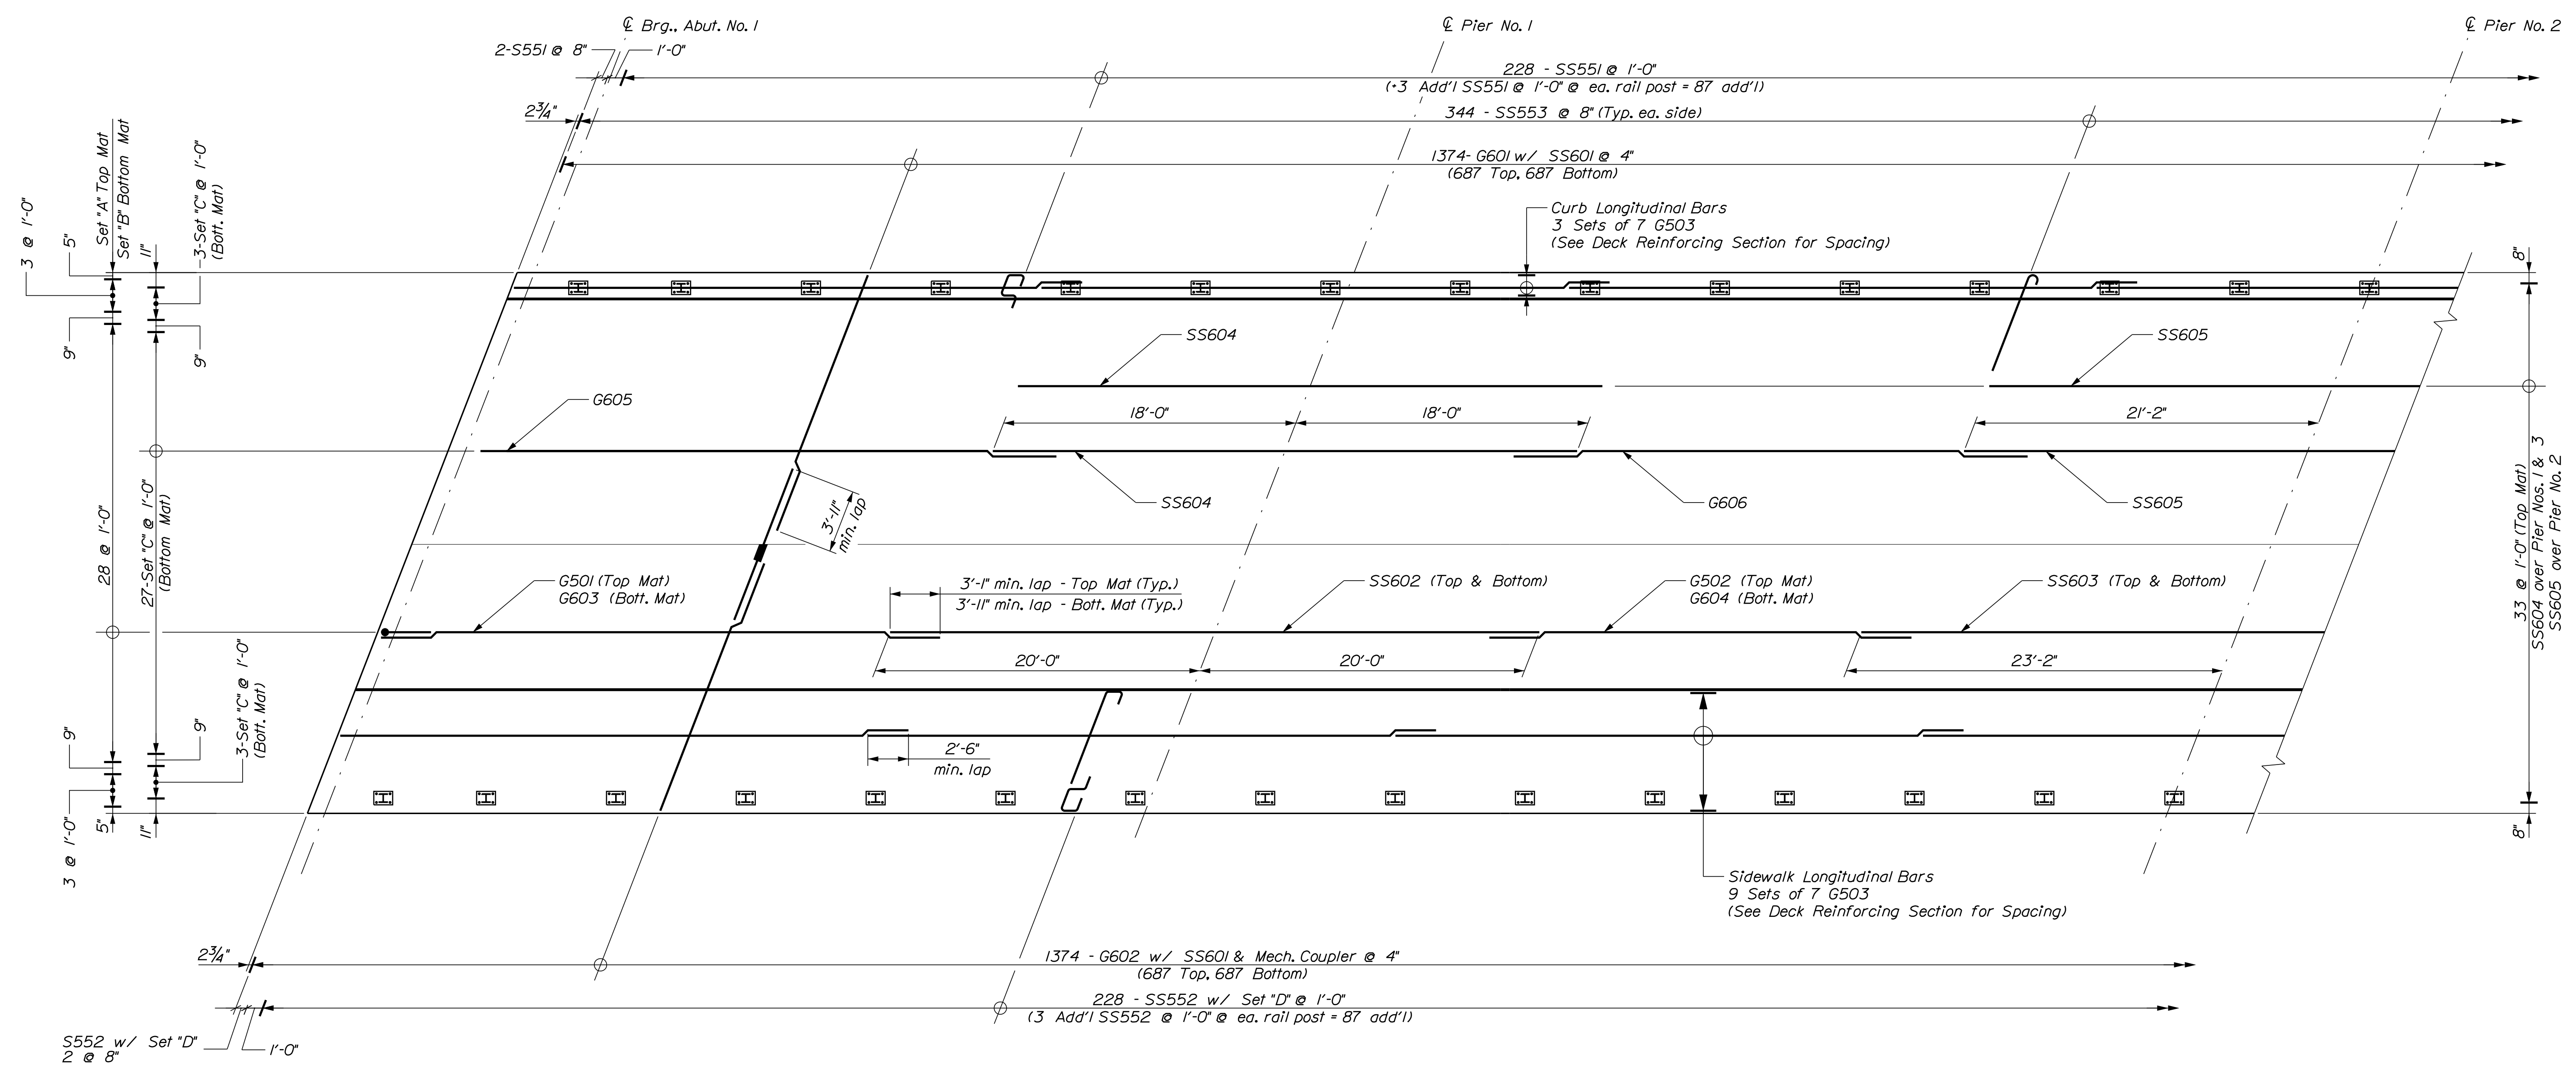 ℄ Brg., Abut. No. 1
℄ Pier No. 1
℄ Pier No. 2
2-S551 @ 8"
1'-0"
228 - SS551 @ 1'-0"
(+3 Add'l SS551 @ 1'-0" @ ea. rail post = 87 add'l)
2¾"
344 - SS553 @ 8" (Typ. ea. side)
1374- G601 w/ SS601 @ 4"
(687 Top, 687 Bottom)
3 @ 1'-0"
5"
Set "A" Top Mat
Set "B" Bottom Mat
11"
3-Set "C" @ 1'-0"
(Bott. Mat)
9"
9"
Curb Longitudinal Bars
3 Sets of 7 G503
(See Deck Reinforcing Section for Spacing)
8"
SS604
SS605
G605
18'-0"
18'-0"
21'-2"
SS604
G606
SS605
3'-11"
min. lap
28 @ 1'-0"
27-Set "C" @ 1'-0"
(Bottom Mat)
33 @ 1'-0" (Top Mat)
SS604 over Pier Nos. 1 & 3
SS605 over Pier No. 2
G501 (Top Mat)
G603 (Bott. Mat)
3'-1" min. lap - Top Mat (Typ.)
3'-11" min. lap - Bott. Mat (Typ.)
SS602 (Top & Bottom)
G502 (Top Mat)
G604 (Bott. Mat)
SS603 (Top & Bottom)
20'-0"
20'-0"
23'-2"
9"
9"
3-Set "C" @ 1'-0"
(Bott. Mat)
3 @ 1'-0"
5"
11"
2'-6"
min. lap
8"
Sidewalk Longitudinal Bars
9 Sets of 7 G503
(See Deck Reinforcing Section for Spacing)
2¾"
1374 - G602 w/ SS601 & Mech. Coupler @ 4"
(687 Top, 687 Bottom)
228 - SS552 w/ Set "D" @ 1'-0"
(3 Add'l SS552 @ 1'-0" @ ea. rail post = 87 add'l)
S552 w/ Set "D"
2 @ 8"
1'-0"